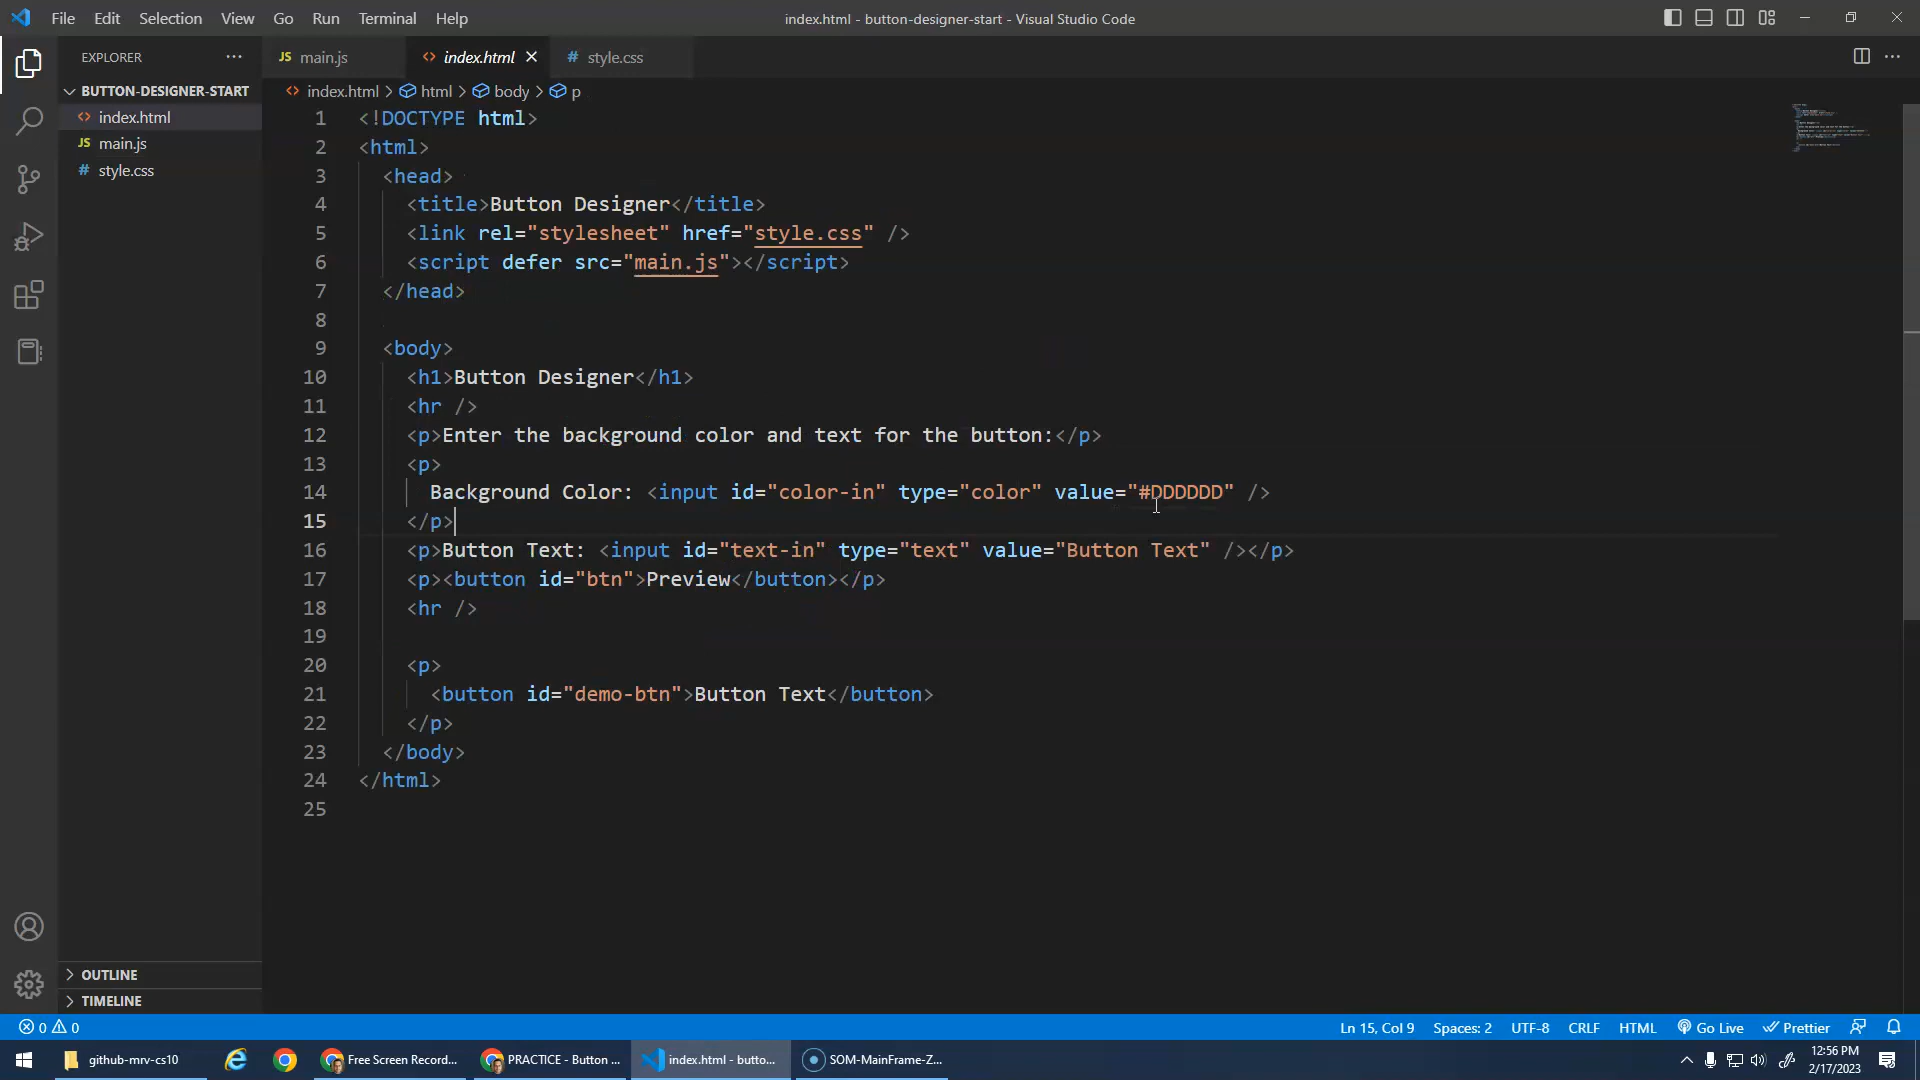 File Edit Selection View Go Run Terminal Help
index.html - button-designer-start - Visual Studio Code
EXPLORER
JS main.js
<> index.html
# style.css
BUTTON-DESIGNER-START
<> index.html
JS main.js
# style.css
<> index.html > html > body > p
1 <!DOCTYPE html>
2 <html>
3 <head>
4 <title>Button Designer</title>
5 <link rel="stylesheet" href="style.css" />
6 <script defer src="main.js"></script>
7 </head>
8
9 <body>
10 <h1>Button Designer</h1>
11 <hr />
12 <p>Enter the background color and text for the button:</p>
13 <p>
14 Background Color: <input id="color-in" type="color" value="#DDDDDD" />
15 </p>
16 <p>Button Text: <input id="text-in" type="text" value="Button Text" /></p>
17 <p><button id="btn">Preview</button></p>
18 <hr />
19
20 <p>
21 <button id="demo-btn">Button Text</button>
22 </p>
23 </body>
24 </html>
25
OUTLINE
TIMELINE
0 0
Ln 15, Col 9 Spaces: 2 UTF-8 CRLF HTML Go Live Prettier
github-mrv-cs10
Free Screen Record...
PRACTICE - Button ...
index.html - butto...
SOM-MainFrame-Z...
12:56 PM
2/17/2023